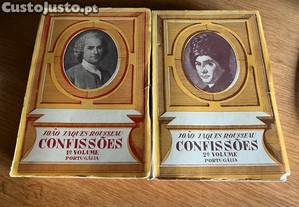 CustoJusto.pt
JOÃO JAQUES ROUSSEAU
CONFISSÕES
1º VOLUME
PORTUGÁLIA
JOÃO JAQUES ROUSSEAU
CONFISSÕES
2º VOLUME
PORTUGÁLIA